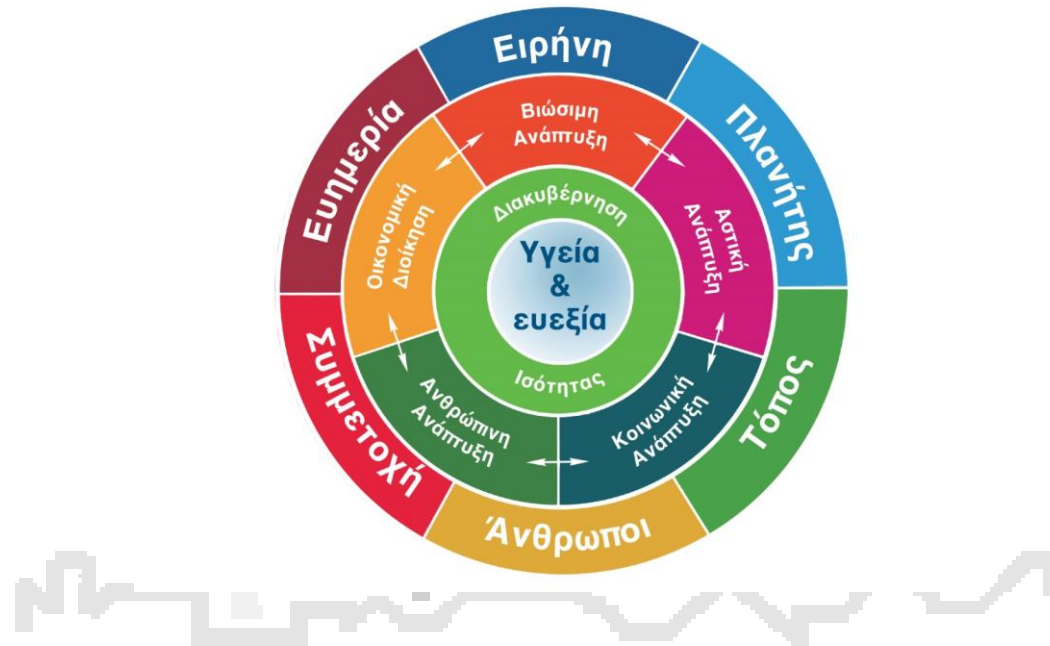 Ειρήνη
Πλανήτης
Τόπος
Άνθρωποι
Συμμετοχή
Ευημερία
Βιώσιμη
Ανάπτυξη
Αστική
Ανάπτυξη
Κοινωνική
Ανάπτυξη
Ανθρώπινη
Ανάπτυξη
Οικονομική
Διοίκηση
Διακυβέρνηση
Ισότητας
Υγεία
&
ευεξία